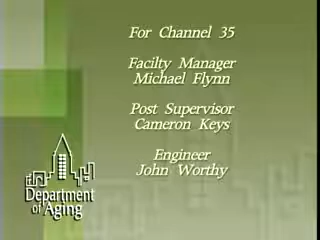 For Channel 35
Facilty Manager
Michael Flynn
Post Supervisor
Cameron Keys
Engineer
John Worthy
Department
of Aging